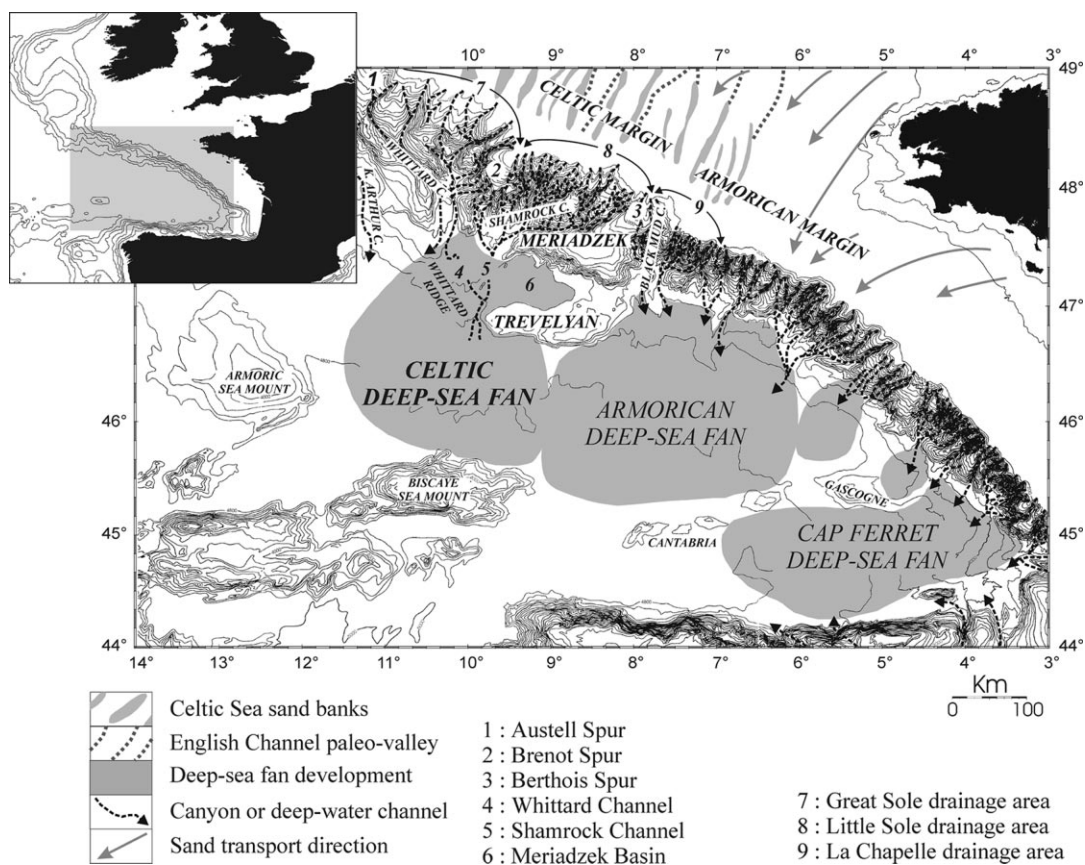 10° 9° 8° 7° 6° 5° 4° 3°
49° 49°
1
7
CELTIC MARGIN
8
2
WHITTARD C.
48° 48°
K. ARTHUR C.
SHAMROCK C.
3
9
ARMORICAN MARGIN
MERIADZEK
BLACK MUD C.
4 5 6
WHITTARD
RIDGE
47° 47°
TREVELYAN
ARMORIC
SEA MOUNT
CELTIC
DEEP-SEA FAN
ARMORICAN
DEEP-SEA FAN
46° 46°
BISCAYE
SEA MOUNT
GASCOGNE
45° 45°
CANTABRIA
CAP FERRET
DEEP-SEA FAN
44° 44°
14° 13° 12° 11° 10° 9° 8° 7° 6° 5° 4° 3°
Km
0 100
Celtic Sea sand banks
English Channel paleo-valley
Deep-sea fan development
Canyon or deep-water channel
Sand transport direction
1 : Austell Spur
2 : Brenot Spur
3 : Berthois Spur
4 : Whittard Channel
5 : Shamrock Channel
6 : Meriadzek Basin
7 : Great Sole drainage area
8 : Little Sole drainage area
9 : La Chapelle drainage area